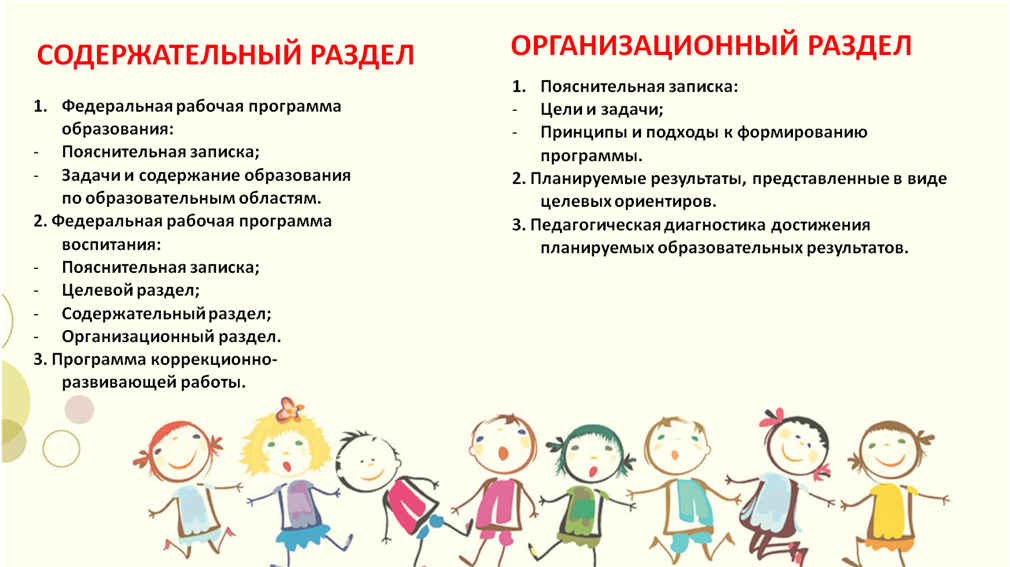 СОДЕРЖАТЕЛЬНЫЙ РАЗДЕЛ
1. Федеральная рабочая программа
образования:
- Пояснительная записка;
- Задачи и содержание образования
по образовательным областям.
2. Федеральная рабочая программа
воспитания:
- Пояснительная записка;
- Целевой раздел;
- Содержательный раздел;
- Организационный раздел.
3. Программа коррекционно-
развивающей работы.
ОРГАНИЗАЦИОННЫЙ РАЗДЕЛ
1. Пояснительная записка:
- Цели и задачи;
- Принципы и подходы к формированию
программы.
2. Планируемые результаты, представленные в виде
целевых ориентиров.
3. Педагогическая диагностика достижения
планируемых образовательных результатов.